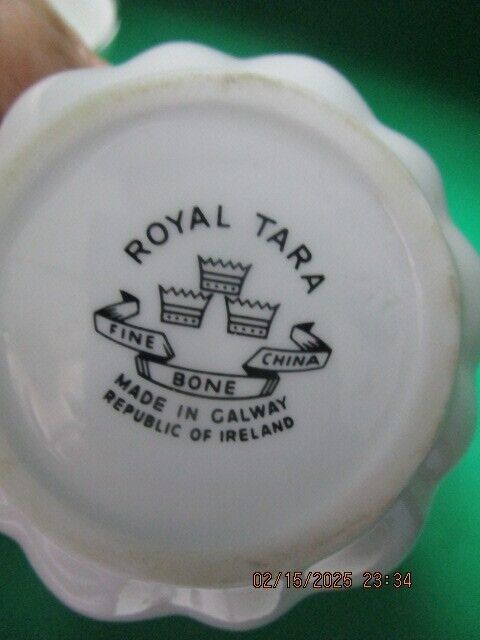 ROYAL TARA
FINE BONE CHINA
MADE IN GALWAY
REPUBLIC OF IRELAND
02/15/2025 23:34